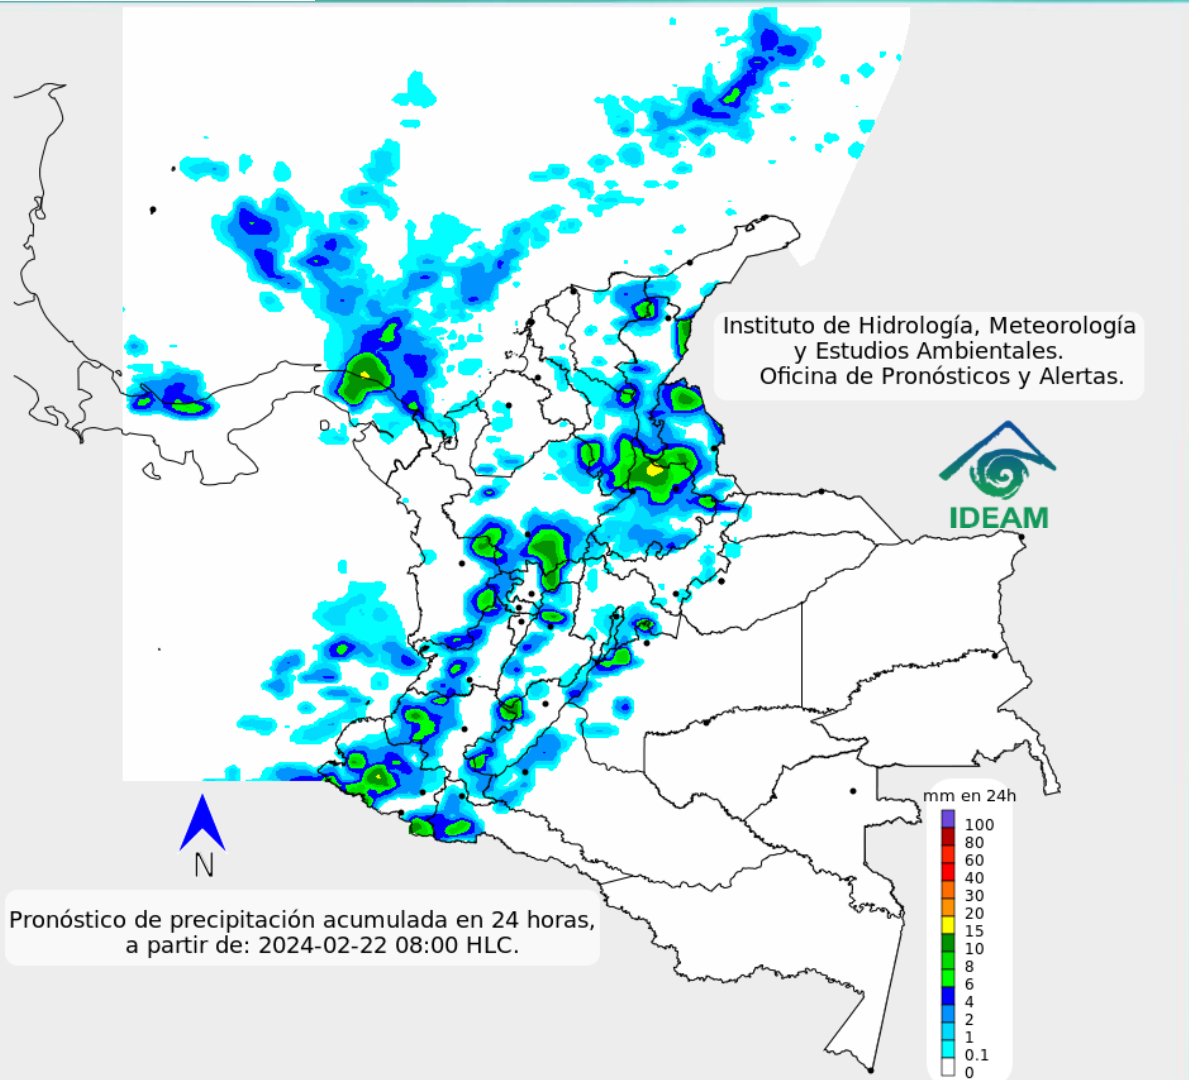 Instituto de Hidrología, Meteorología
y Estudios Ambientales.
Oficina de Pronósticos y Alertas.
IDEAM
mm en 24h
100
80
60
40
30
20
15
10
8
6
4
2
1
0.1
0
N
Pronóstico de precipitación acumulada en 24 horas,
a partir de: 2024-02-22 08:00 HLC.